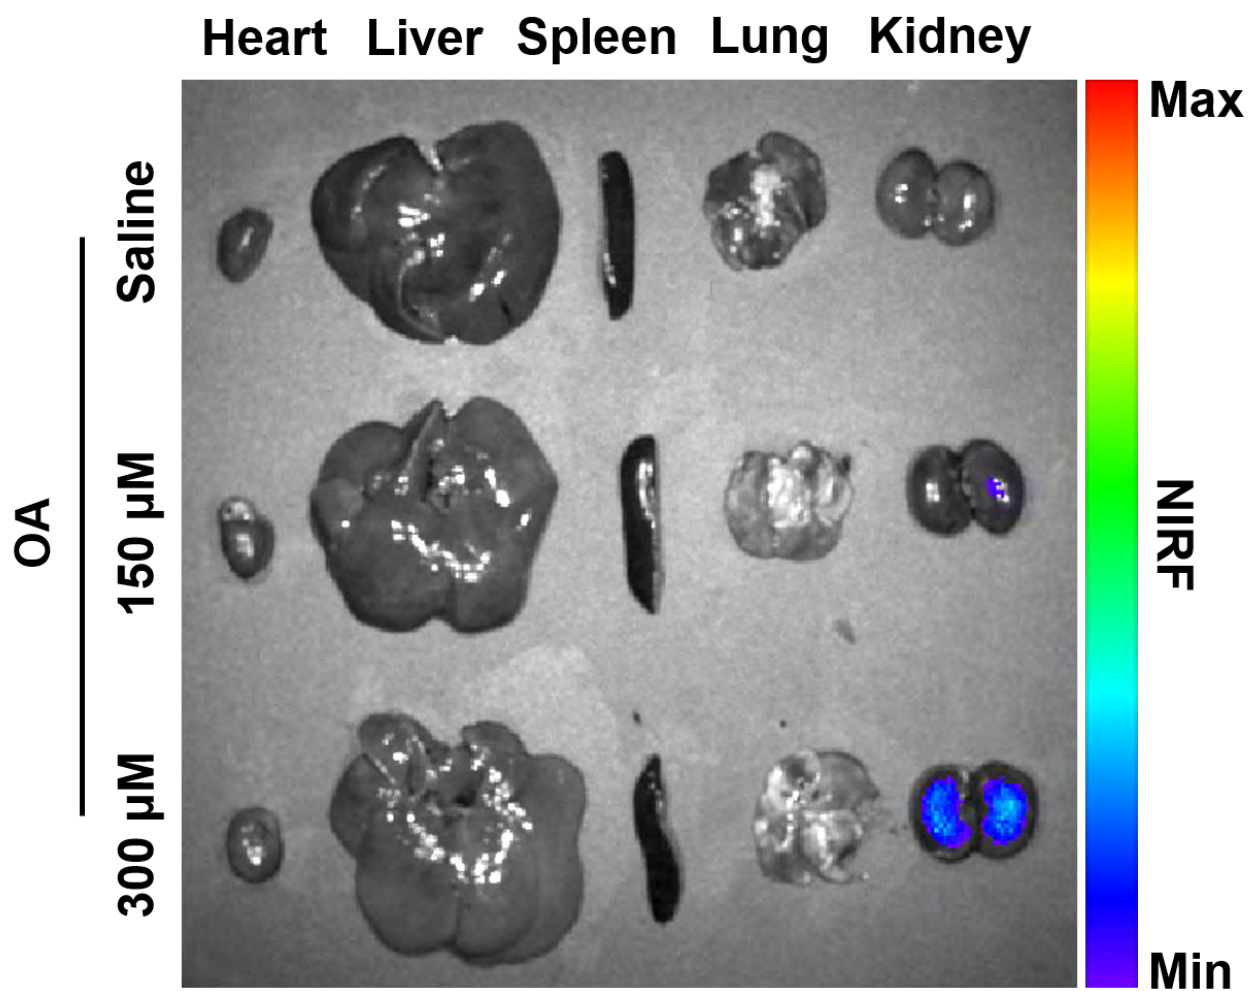 Heart Liver Spleen Lung Kidney
Max
Saline
OA
150 µM
NIRF
300 µM
Min